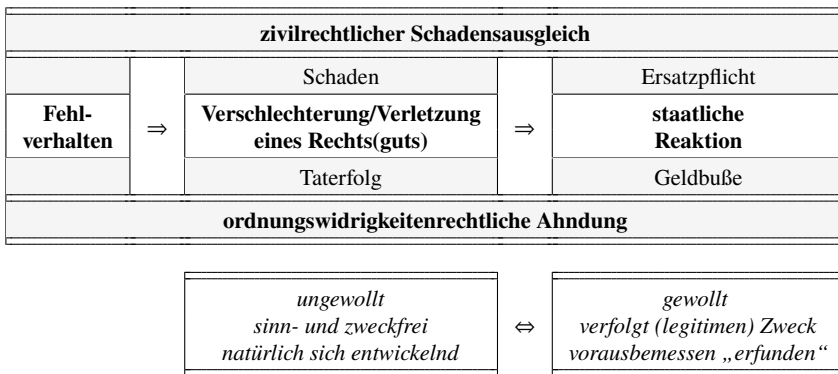 zivilrechtlicher Schadensausgleich
Schaden Ersatzpflicht
Fehl- Verschlechterung/Verletzung staatliche
verhalten ⇒ eines Rechts(guts) ⇒ Reaktion
Taterfolg Geldbuße
ordnungswidrigkeitenrechtliche Ahndung
ungewollt gewollt
sinn- und zweckfrei ⇔ verfolgt (legitimen) Zweck
natürlich sich entwickelnd vorausbemessen „erfunden“